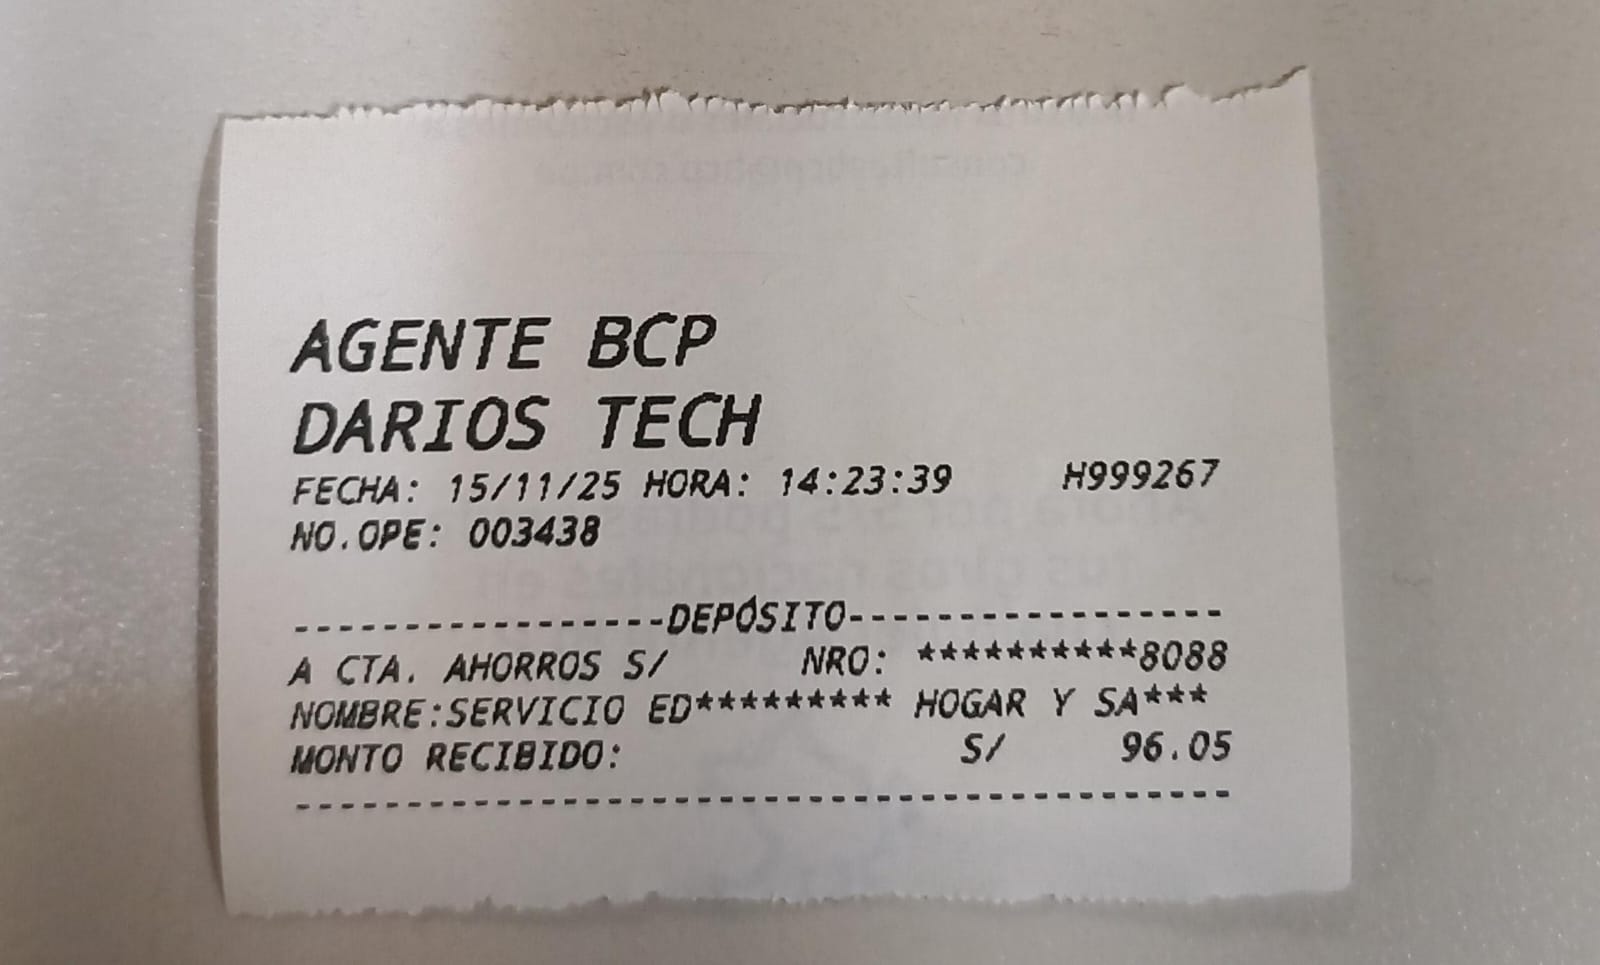 AGENTE BCP
DARIOS TECH
FECHA: 15/11/25 HORA: 14:23:39 H999267
NO.OPE: 003438
-----------------DEPÓSITO-----------------
A CTA. AHORROS S/ NRO: **********8088
NOMBRE:SERVICIO ED********* HOGAR Y SA***
MONTO RECIBIDO: S/ 96.05
------------------------------------------